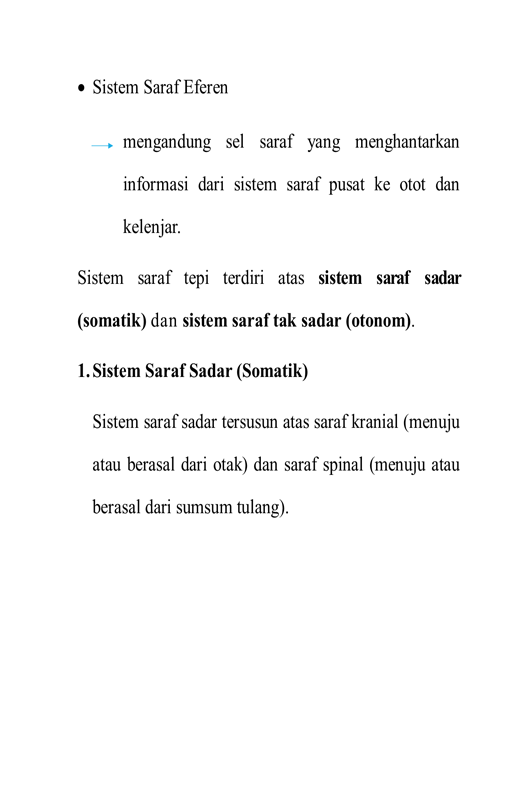 • Sistem Saraf Eferen
mengandung sel saraf yang menghantarkan
informasi dari sistem saraf pusat ke otot dan
kelenjar.
Sistem saraf tepi terdiri atas sistem saraf sadar
(somatik) dan sistem saraf tak sadar (otonom).
1. Sistem Saraf Sadar (Somatik)
Sistem saraf sadar tersusun atas saraf kranial (menuju
atau berasal dari otak) dan saraf spinal (menuju atau
berasal dari sumsum tulang).